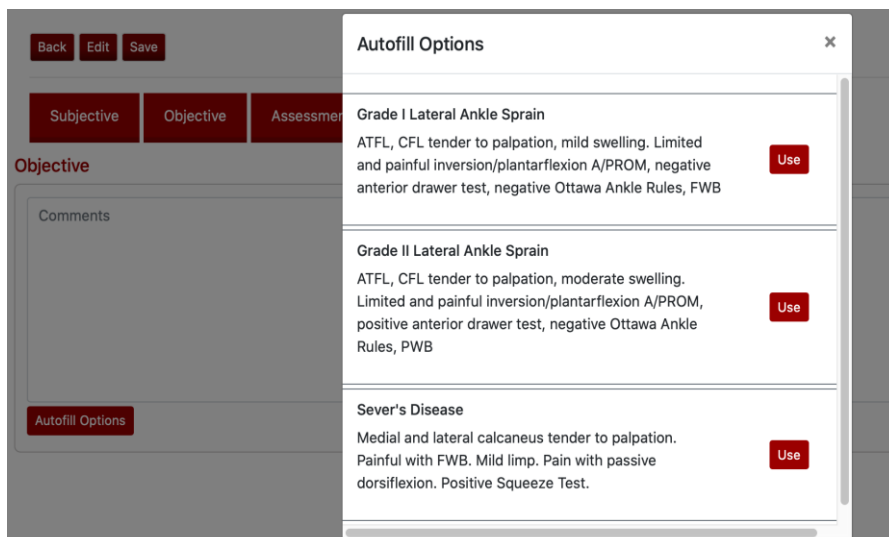 Back Edit Save
Autofill Options
×
Subjective Objective Assessmen
Objective
Comments
Autofill Options
Grade I Lateral Ankle Sprain
ATFL, CFL tender to palpation, mild swelling. Limited
and painful inversion/plantarflexion A/PROM, negative
anterior drawer test, negative Ottawa Ankle Rules, FWB
Use
Grade II Lateral Ankle Sprain
ATFL, CFL tender to palpation, moderate swelling.
Limited and painful inversion/plantarflexion A/PROM,
positive anterior drawer test, negative Ottawa Ankle
Rules, PWB
Use
Sever's Disease
Medial and lateral calcaneus tender to palpation.
Painful with FWB. Mild limp. Pain with passive
dorsiflexion. Positive Squeeze Test.
Use